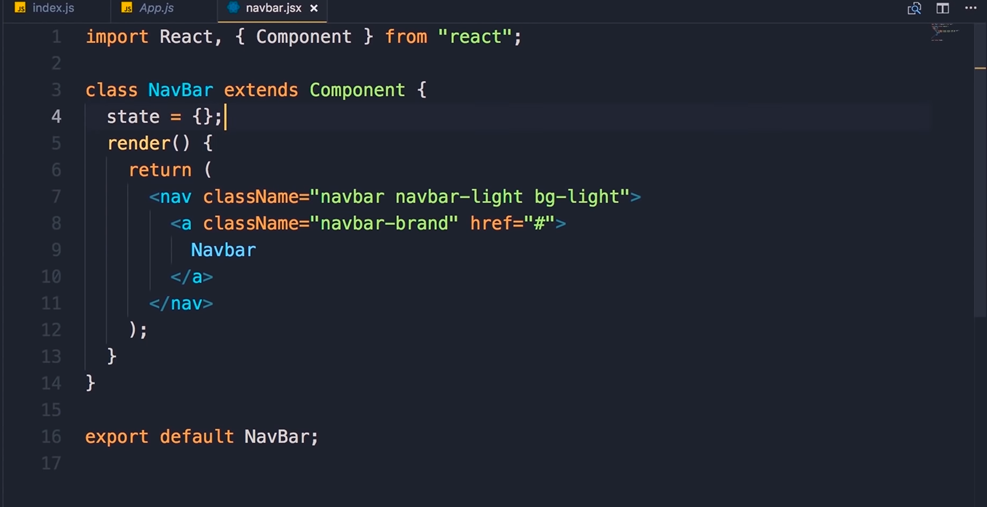 index.js App.js navbar.jsx ×
1 import React, { Component } from "react";
2
3 class NavBar extends Component {
4   state = {};
5   render() {
6     return (
7       <nav className="navbar navbar-light bg-light">
8         <a className="navbar-brand" href="#">
9           Navbar
10         </a>
11       </nav>
12     );
13   }
14 }
15
16 export default NavBar;
17